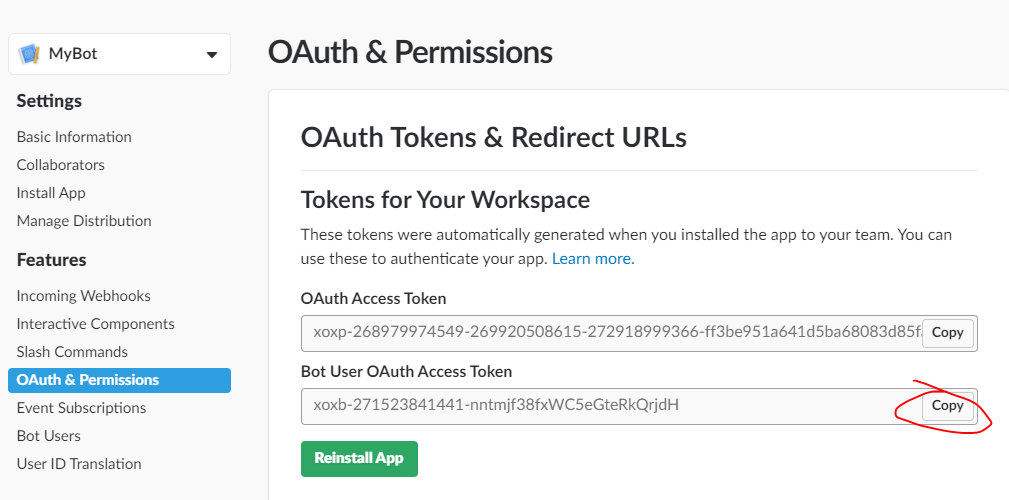 MyBot
Settings
Basic Information
Collaborators
Install App
Manage Distribution
Features
Incoming Webhooks
Interactive Components
Slash Commands
OAuth & Permissions
Event Subscriptions
Bot Users
User ID Translation
OAuth & Permissions
OAuth Tokens & Redirect URLs
Tokens for Your Workspace
These tokens were automatically generated when you installed the app to your team. You can
use these to authenticate your app. Learn more.
OAuth Access Token
xoxp-268979974549-269920508615-272918999366-ff3be951a641d5ba68083d85f Copy
Bot User OAuth Access Token
xoxb-271523841441-nntmjf38fxWC5eGteRkQrjdH Copy
Reinstall App